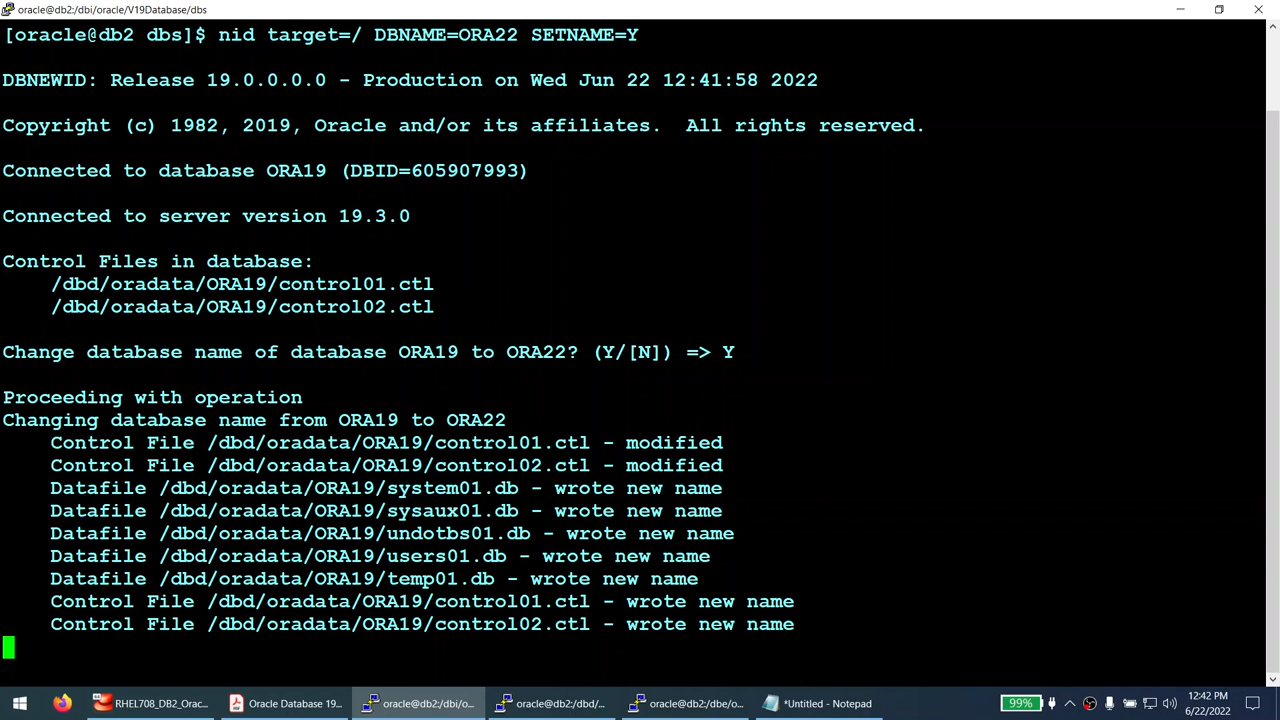 oracle@db2:/dbi/oracle/V19Database/dbs
[oracle@db2 dbs]$ nid target=/ DBNAME=ORA22 SETNAME=Y
DBNEWID: Release 19.0.0.0.0 - Production on Wed Jun 22 12:41:58 2022
Copyright (c) 1982, 2019, Oracle and/or its affiliates.  All rights reserved.
Connected to database ORA19 (DBID=605907993)
Connected to server version 19.3.0
Control Files in database:
    /dbd/oradata/ORA19/control01.ctl
    /dbd/oradata/ORA19/control02.ctl
Change database name of database ORA19 to ORA22? (Y/[N]) => Y
Proceeding with operation
Changing database name from ORA19 to ORA22
    Control File /dbd/oradata/ORA19/control01.ctl - modified
    Control File /dbd/oradata/ORA19/control02.ctl - modified
    Datafile /dbd/oradata/ORA19/system01.db - wrote new name
    Datafile /dbd/oradata/ORA19/sysaux01.db - wrote new name
    Datafile /dbd/oradata/ORA19/undotbs01.db - wrote new name
    Datafile /dbd/oradata/ORA19/users01.db - wrote new name
    Datafile /dbd/oradata/ORA19/temp01.db - wrote new name
    Control File /dbd/oradata/ORA19/control01.ctl - wrote new name
    Control File /dbd/oradata/ORA19/control02.ctl - wrote new name
RHEL708_DB2_Orac...
Oracle Database 19...
oracle@db2:/dbi/o...
oracle@db2:/dbd/...
oracle@db2:/dbe/o...
*Untitled - Notepad
99%
12:42 PM
6/22/2022